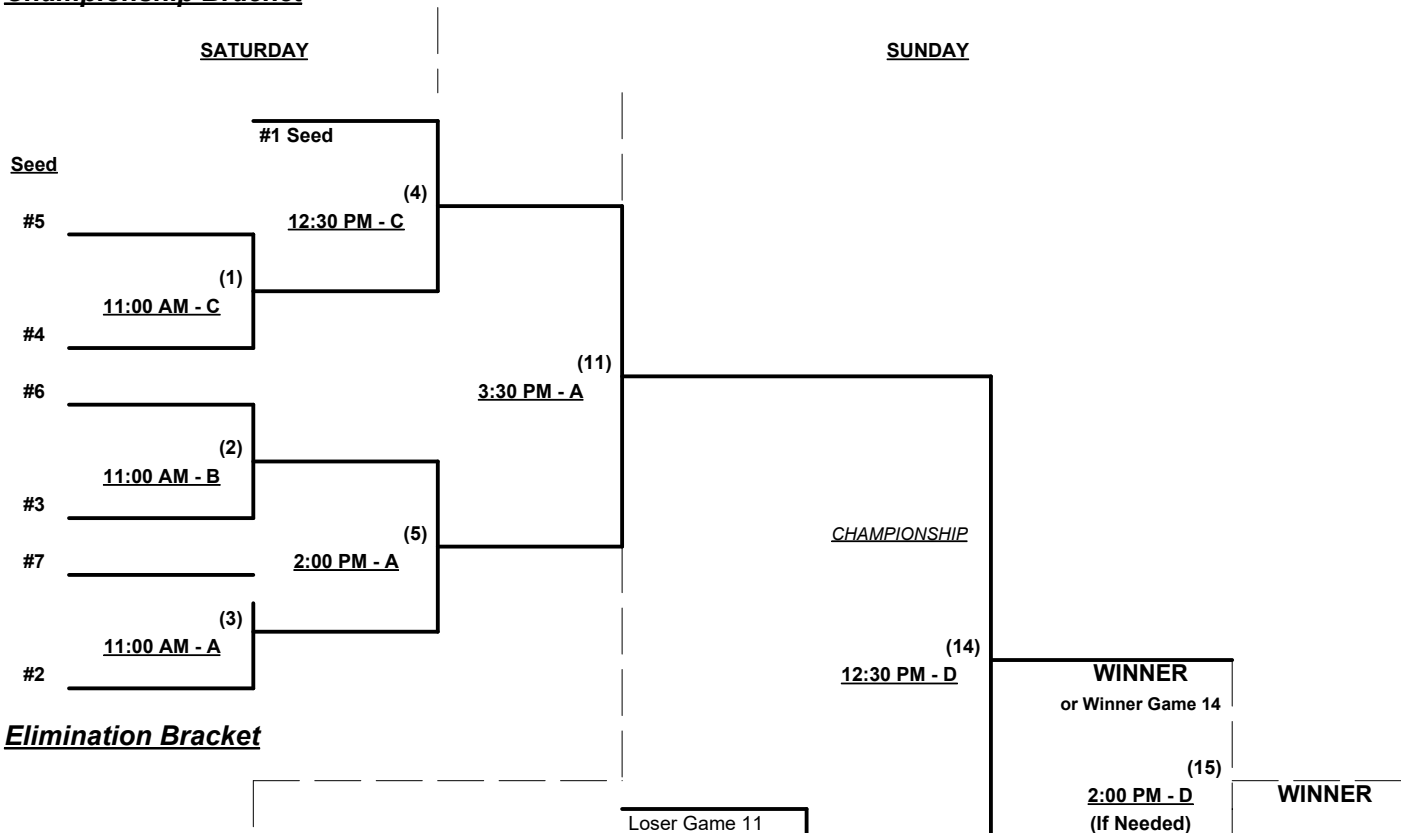 Championship Bracket
SATURDAY
SUNDAY
#1 Seed
Seed
(4)
#5
12:30 PM - C
(1)
11:00 AM - C
#4
(11)
#6
3:30 PM - A
(2)
11:00 AM - B
#3
(5)
CHAMPIONSHIP
#7
2:00 PM - A
(3)
11:00 AM - A
(14)
#2
12:30 PM - D
WINNER
or Winner Game 14
Elimination Bracket
(15)
2:00 PM - D
WINNER
Loser Game 11
(If Needed)